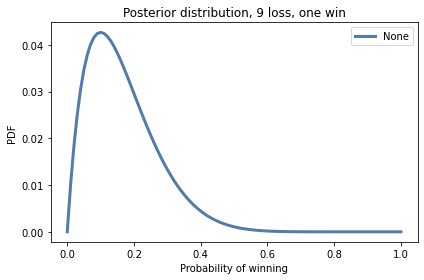 Posterior distribution, 9 loss, one win
None
0.04
0.03
0.02
0.01
0.00
PDF
0.0 0.2 0.4 0.6 0.8 1.0
Probability of winning